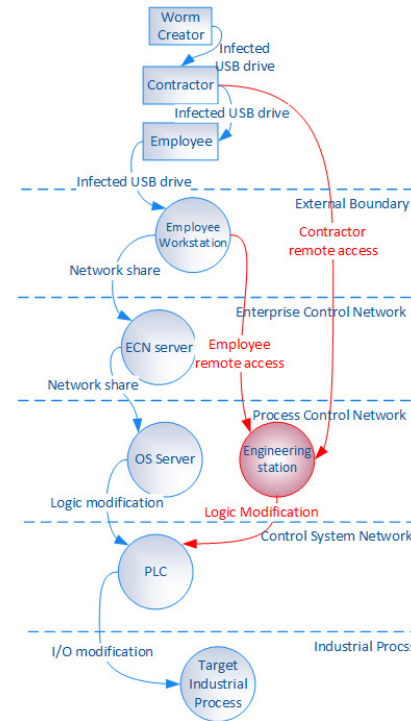 Worm
Creator
Infected
USB drive
Contractor
Infected USB drive
Employee
Infected USB drive
External Boundary
Employee
Workstation
Contractor
remote access
Network share
Enterprise Control Network
ECN server
Employee
remote access
Network share
Process Control Network
OS Server
Engineering
station
Logic modification
Logic Modification
Control System Network
PLC
Industrial Procss
I/O modification
Target
Industrial
Process